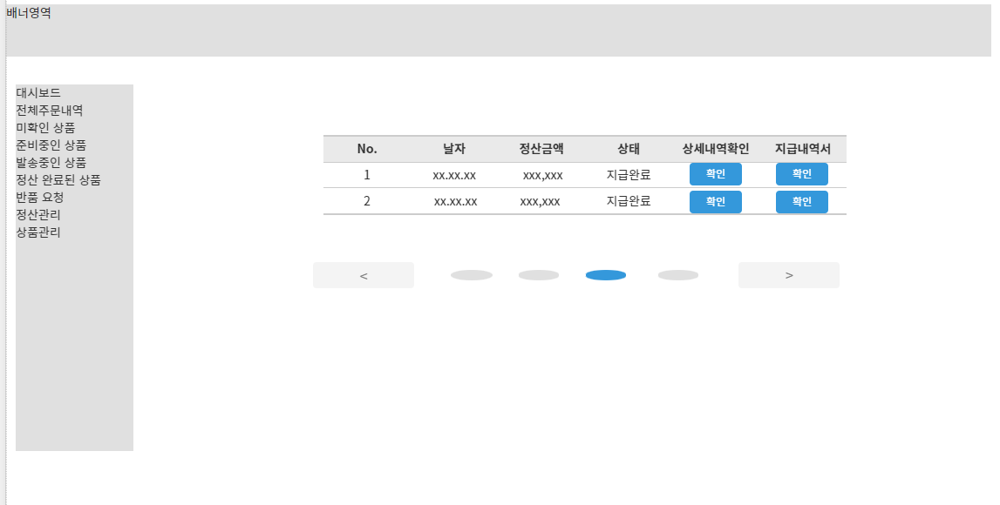 배너영역
대시보드
전체주문내역
미확인 상품
준비중인 상품
발송중인 상품
정산 완료된 상품
반품 요청
정산관리
상품관리
No. 날자 정산금액 상태 상세내역확인 지급내역서
1 xx.xx.xx xxx,xxx 지급완료 확인 확인
2 xx.xx.xx xxx,xxx 지급완료 확인 확인
< >